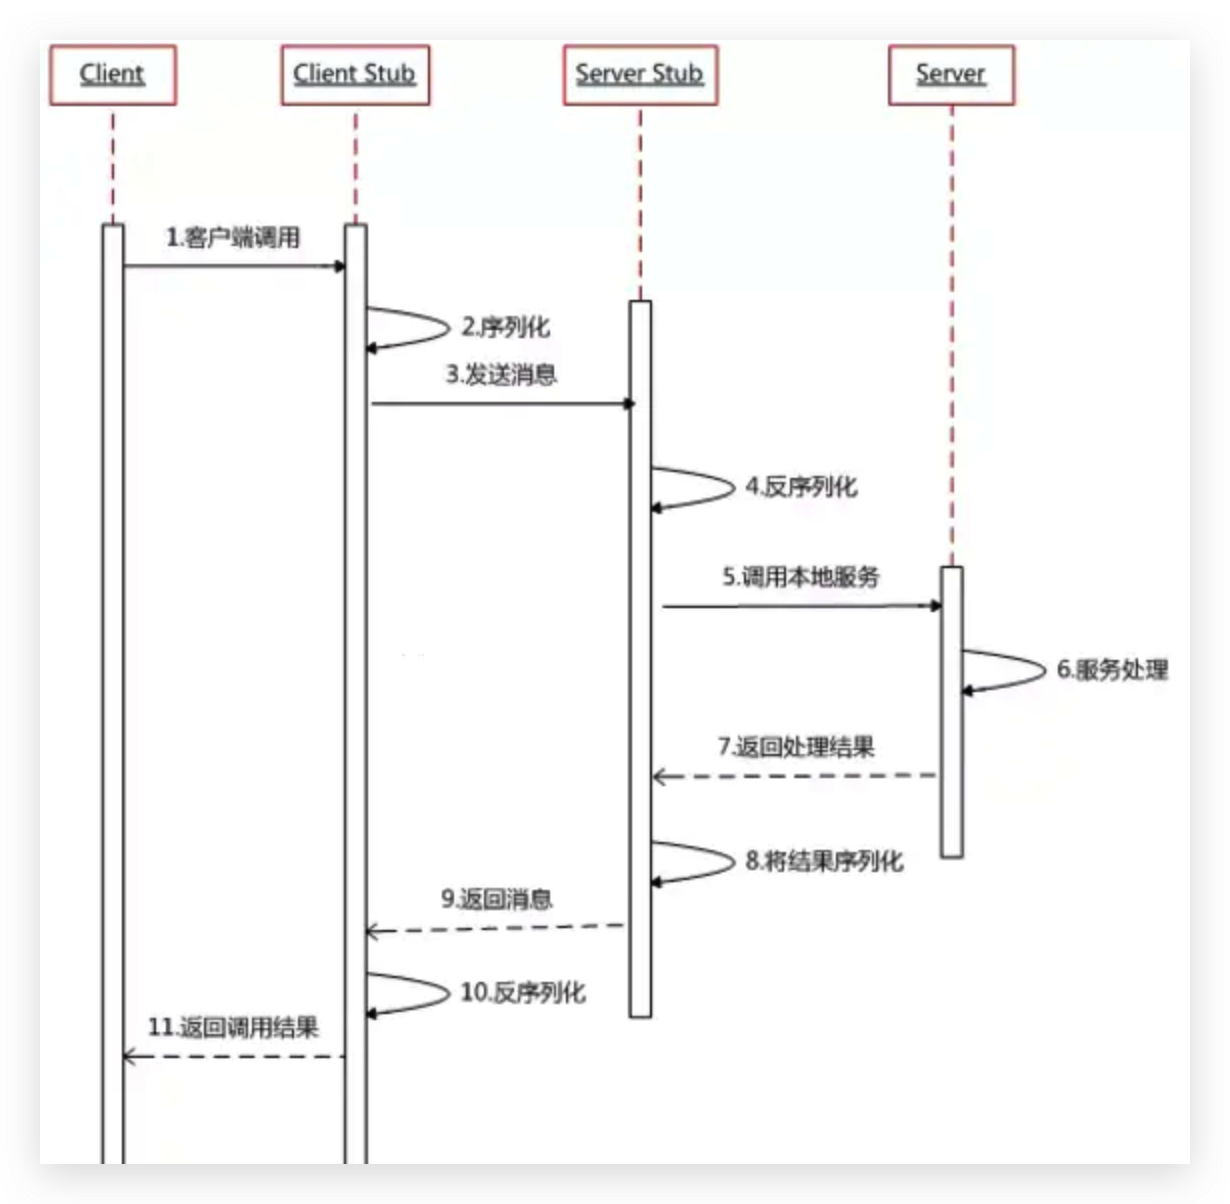 Client
Client Stub
Server Stub
Server
1.客户端调用
2.序列化
3.发送消息
4.反序列化
5.调用本地服务
6.服务处理
7.返回处理结果
8.将结果序列化
9.返回消息
10.反序列化
11.返回调用结果